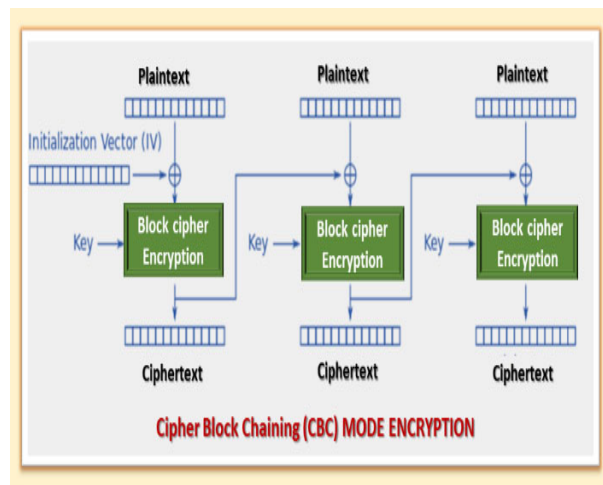 Plaintext Plaintext Plaintext
Initialization Vector (IV)
Key Block cipher Encryption
Key Block cipher Encryption
Key Block cipher Encryption
Ciphertext Ciphertext Ciphertext
Cipher Block Chaining (CBC) MODE ENCRYPTION